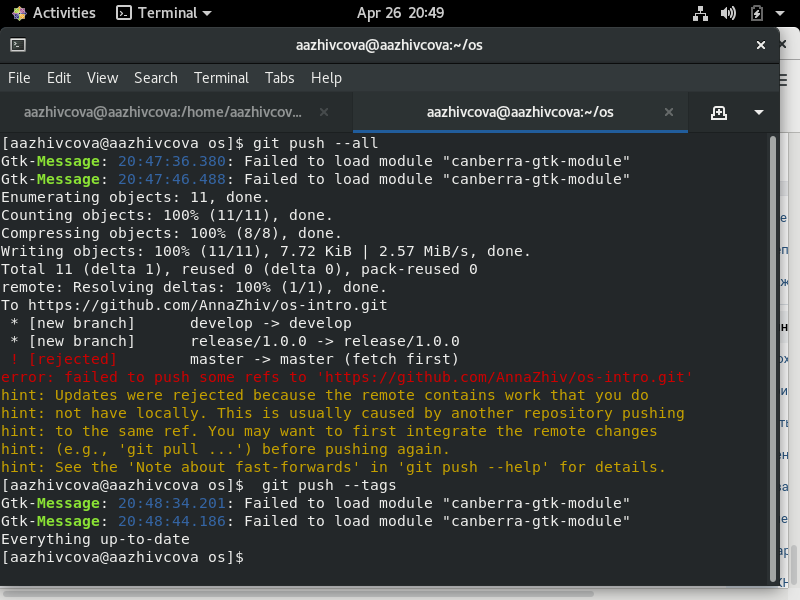 Activities Terminal Apr 26 20:49
aazhivcova@aazhivcova:~/os
File Edit View Search Terminal Tabs Help
aazhivcova@aazhivcova:/home/aazhivcov... aazhivcova@aazhivcova:~/os
[aazhivcova@aazhivcova os]$ git push --all
Gtk-Message: 20:47:36.380: Failed to load module "canberra-gtk-module"
Gtk-Message: 20:47:46.488: Failed to load module "canberra-gtk-module"
Enumerating objects: 11, done.
Counting objects: 100% (11/11), done.
Compressing objects: 100% (8/8), done.
Writing objects: 100% (11/11), 7.72 KiB | 2.57 MiB/s, done.
Total 11 (delta 1), reused 0 (delta 0), pack-reused 0
remote: Resolving deltas: 100% (1/1), done.
To https://github.com/AnnaZhiv/os-intro.git
 * [new branch]      develop -> develop
 * [new branch]      release/1.0.0 -> release/1.0.0
 ! [rejected]        master -> master (fetch first)
error: failed to push some refs to 'https://github.com/AnnaZhiv/os-intro.git'
hint: Updates were rejected because the remote contains work that you do
hint: not have locally. This is usually caused by another repository pushing
hint: to the same ref. You may want to first integrate the remote changes
hint: (e.g., 'git pull ...') before pushing again.
hint: See the 'Note about fast-forwards' in 'git push --help' for details.
[aazhivcova@aazhivcova os]$  git push --tags
Gtk-Message: 20:48:34.201: Failed to load module "canberra-gtk-module"
Gtk-Message: 20:48:44.186: Failed to load module "canberra-gtk-module"
Everything up-to-date
[aazhivcova@aazhivcova os]$